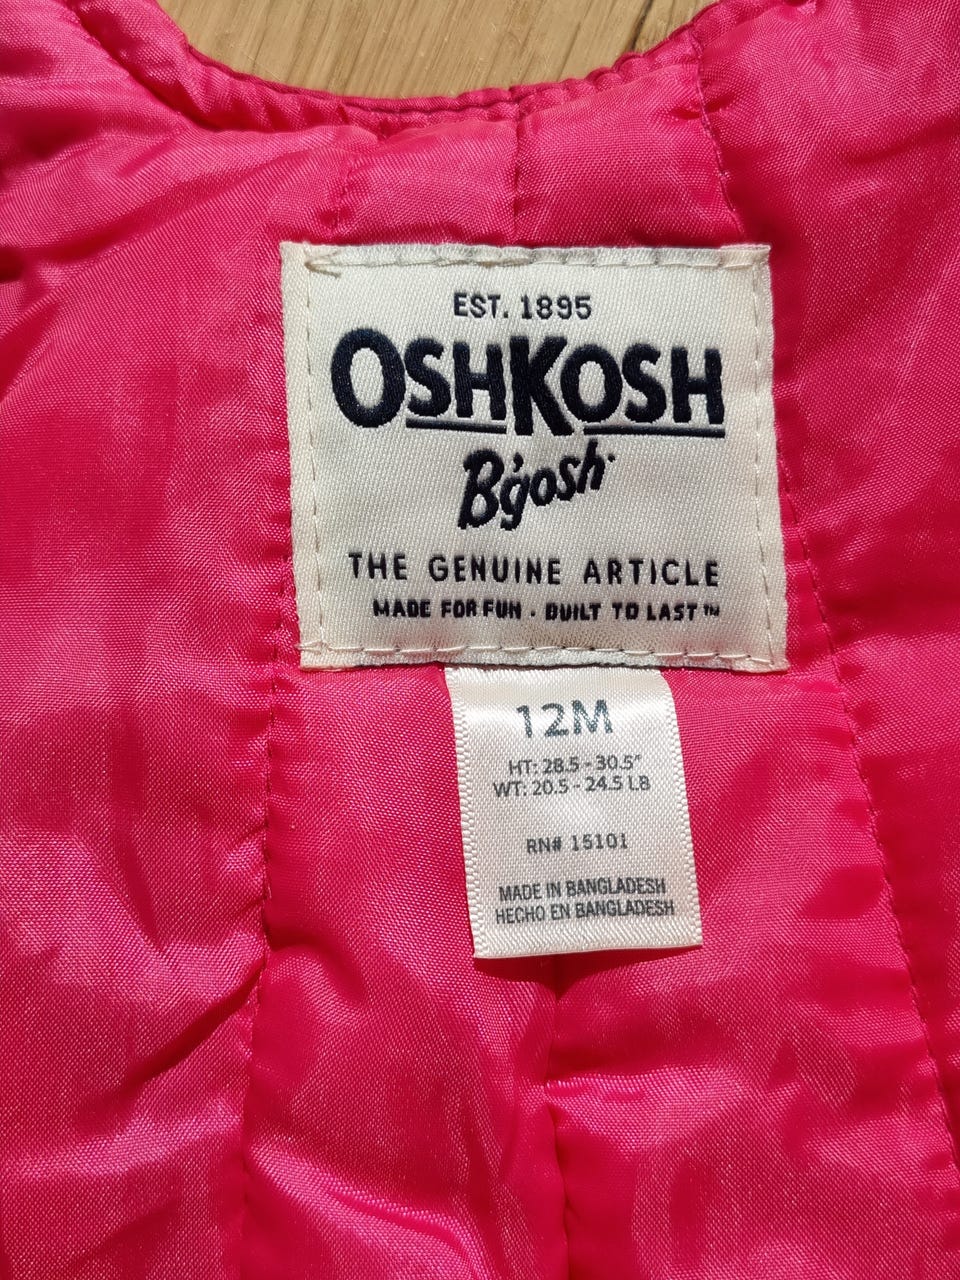 EST. 1895
OSHKOSH
B'gosh
THE GENUINE ARTICLE
MADE FOR FUN · BUILT TO LAST™
12M
HT: 28.5 - 30.5"
WT: 20.5 - 24.5 LB
RN# 15101
MADE IN BANGLADESH
HECHO EN BANGLADESH